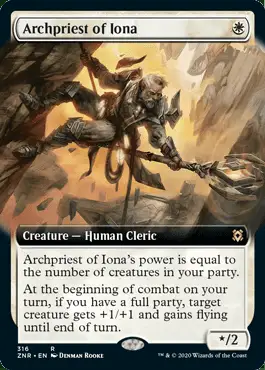 Archpriest of Iona
Creature — Human Cleric
Archpriest of Iona's power is equal to
the number of creatures in your party.
At the beginning of combat on your
turn, if you have a full party, target
creature gets +1/+1 and gains flying
until end of turn.
*/2
316 R
ZNR • EN DENMAN ROOKE
™ & © 2020 Wizards of the Coast